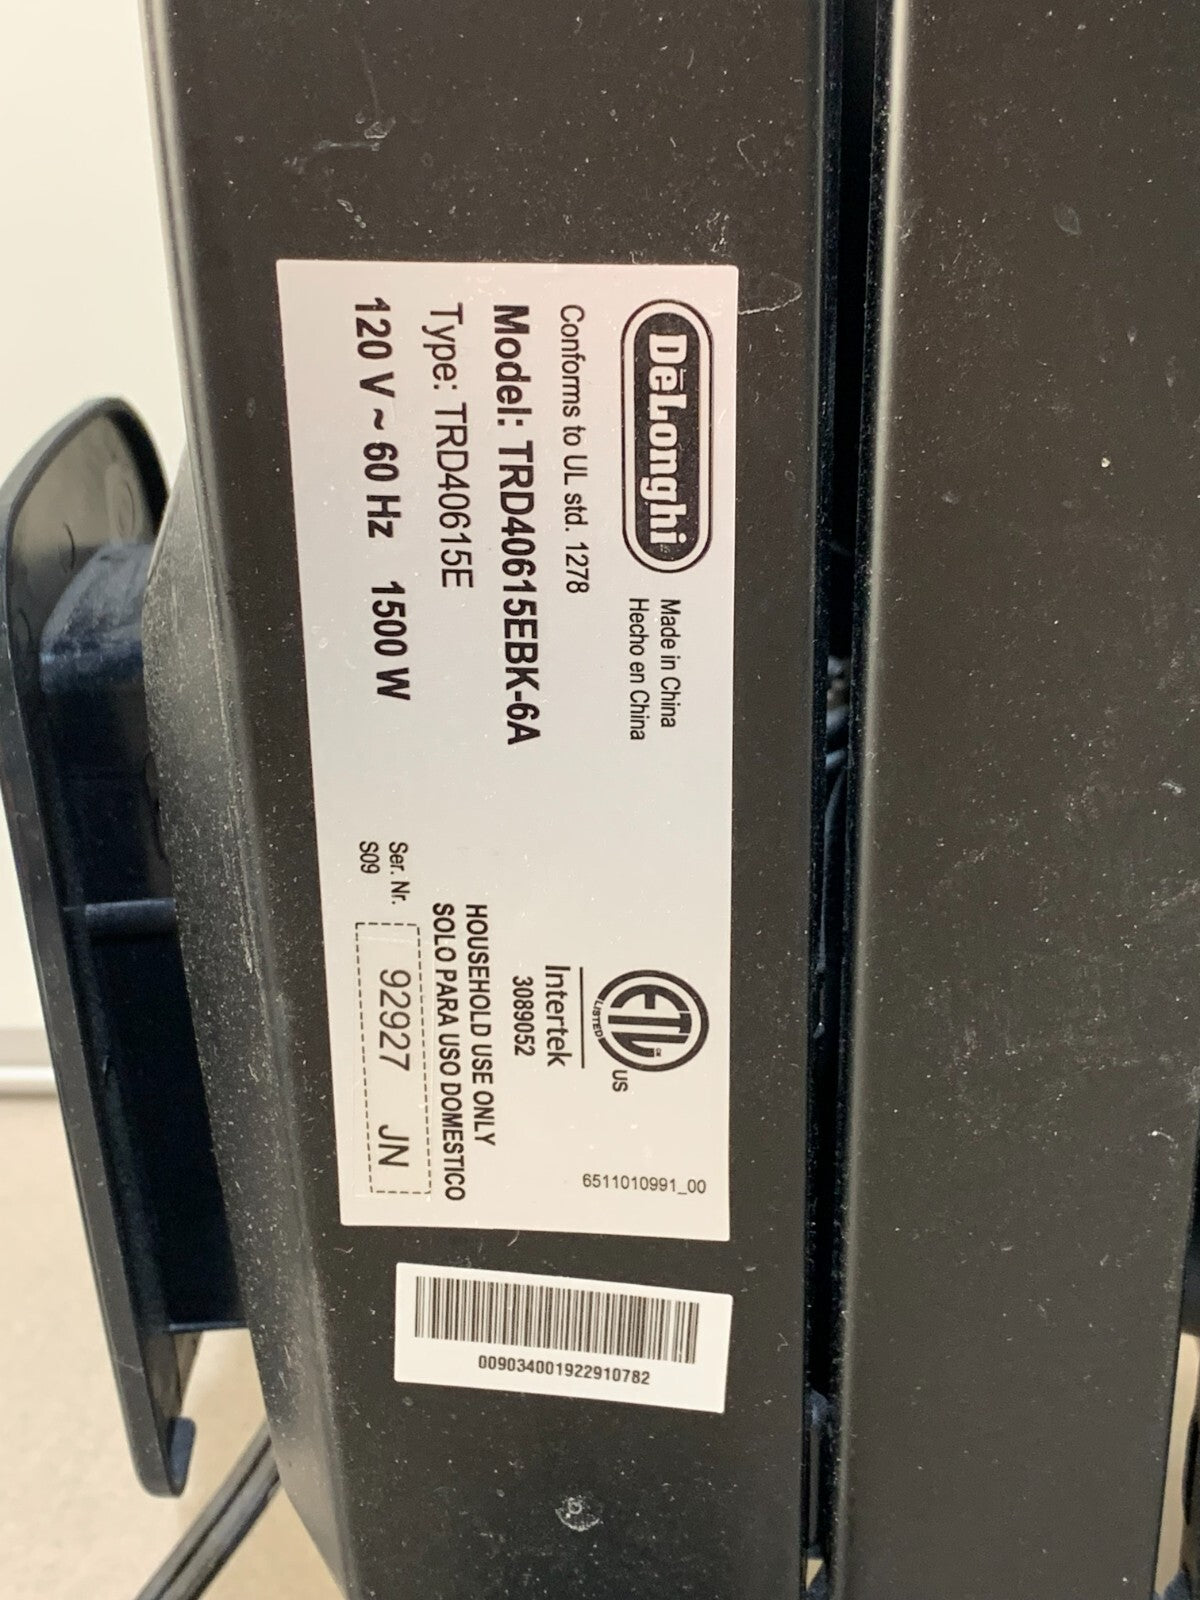 DeLonghi
Made in China
Hecho en China
Conforms to UL std. 1278
Model: TRD40615EBK-6A
Type: TRD40615E
120 V ~ 60 Hz 1500 W
ETL
LISTED
US
Intertek
3089052
6511010991_00
HOUSEHOLD USE ONLY
SOLO PARA USO DOMESTICO
Ser. Nr.
S09
92927 JN
009034001922910782